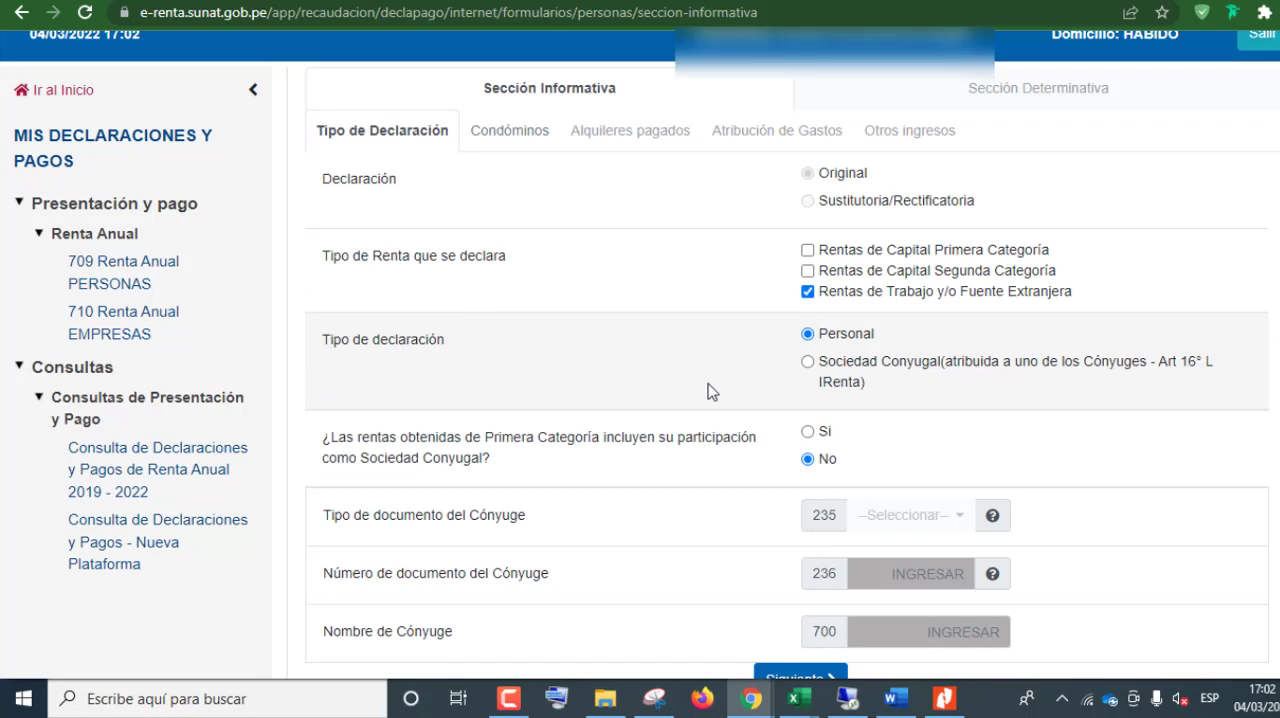 e-renta.sunat.gob.pe/app/recaudacion/declapago/internet/formularios/personas/seccion-informativa
04/03/2022 17:02
Domicilio: HABIDO
Salir
Ir al Inicio
MIS DECLARACIONES Y
PAGOS
Presentación y pago
Renta Anual
709 Renta Anual
PERSONAS
710 Renta Anual
EMPRESAS
Consultas
Consultas de Presentación
y Pago
Consulta de Declaraciones
y Pagos de Renta Anual
2019 - 2022
Consulta de Declaraciones
y Pagos - Nueva
Plataforma
Sección Informativa
Sección Determinativa
Tipo de Declaración
Condóminos
Alquileres pagados
Atribución de Gastos
Otros ingresos
Declaración
Original
Sustitutoria/Rectificatoria
Tipo de Renta que se declara
Rentas de Capital Primera Categoría
Rentas de Capital Segunda Categoría
Rentas de Trabajo y/o Fuente Extranjera
Tipo de declaración
Personal
Sociedad Conyugal(atribuida a uno de los Cónyuges - Art 16° L
IRenta)
¿Las rentas obtenidas de Primera Categoría incluyen su participación
como Sociedad Conyugal?
Si
No
Tipo de documento del Cónyuge
235 --Seleccionar--
Número de documento del Cónyuge
236 INGRESAR
Nombre de Cónyuge
700 INGRESAR
Siguiente
Escribe aquí para buscar
ESP
17:02
04/03/20